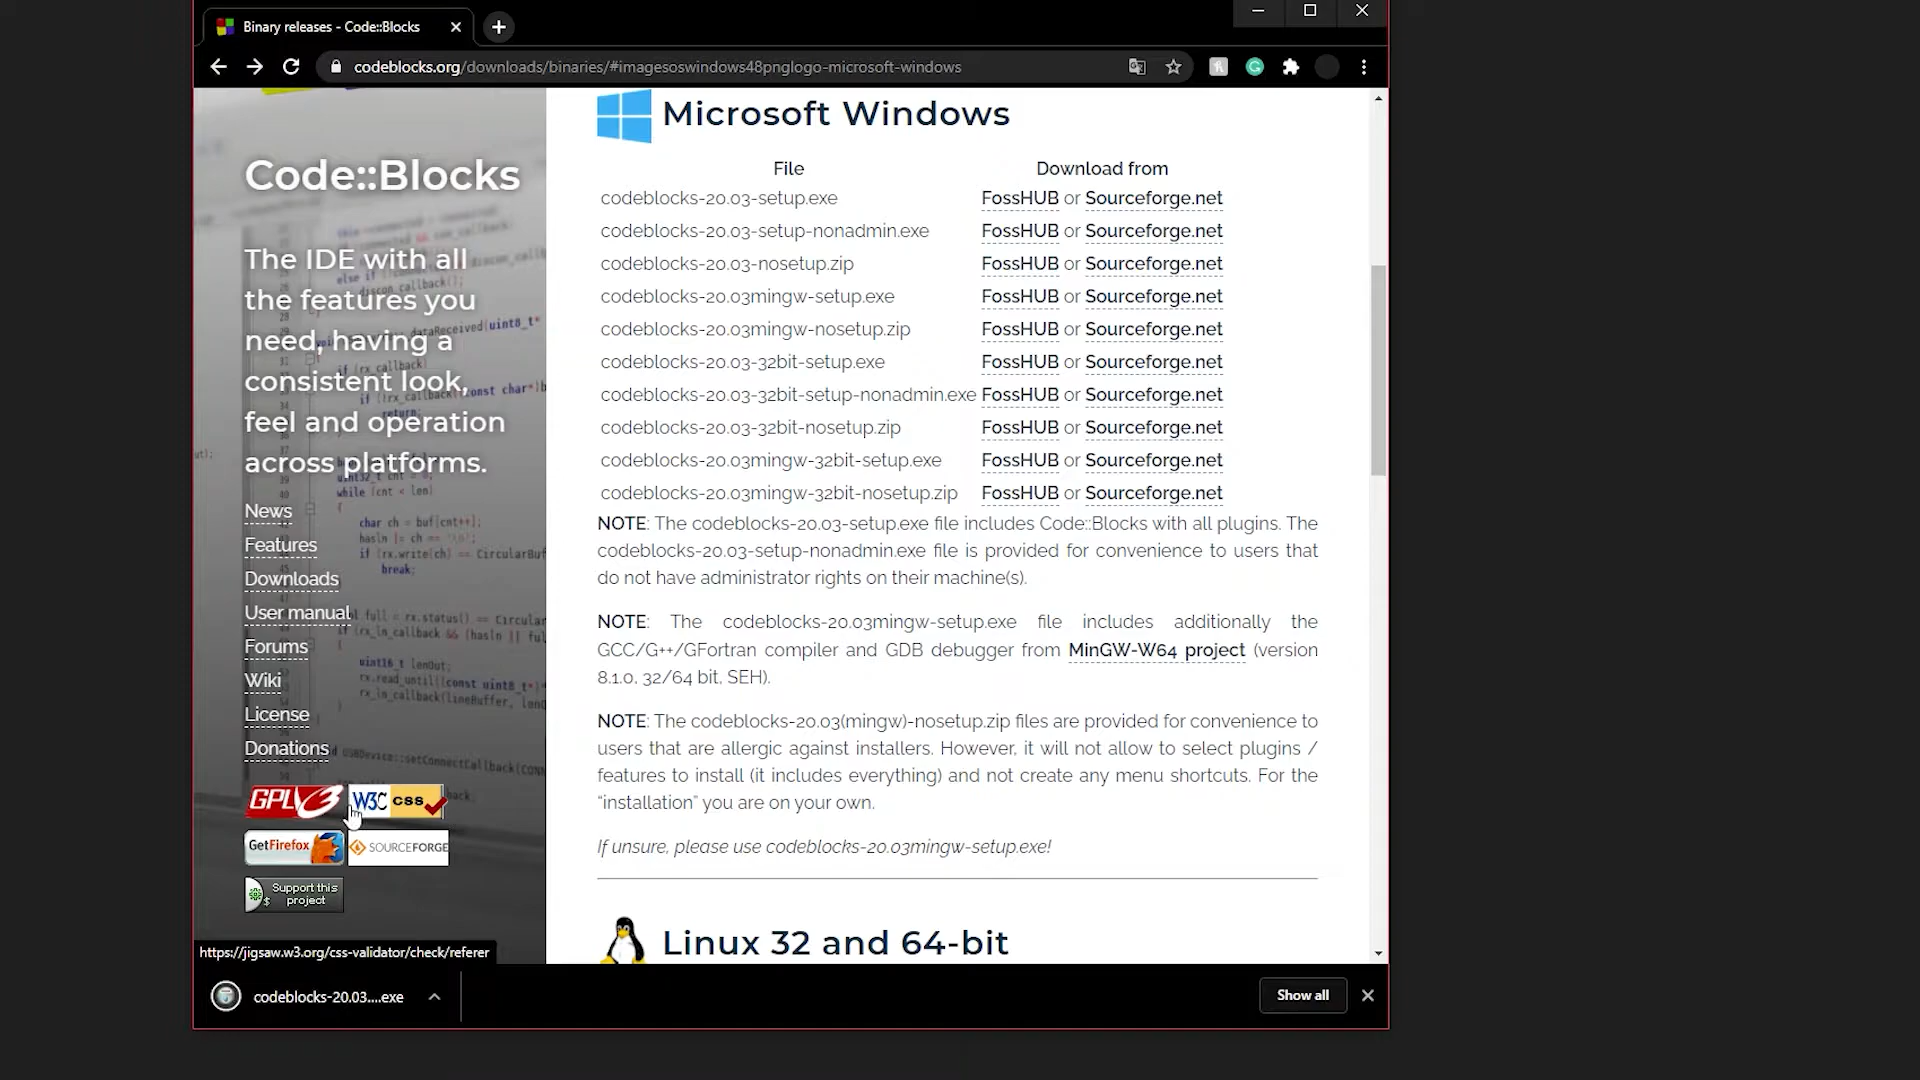 Binary releases - Code::Blocks
codeblocks.org/downloads/binaries/#imagesoswindows48pnglogo-microsoft-windows
Code::Blocks
The IDE with all
the features you
need, having a
consistent look,
feel and operation
across platforms.
News
Features
Downloads
User manual
Forums
Wiki
License
Donations
GPLv3 W3C css
GetFirefox SOURCEFORGE
Support this
$ project
https://jigsaw.w3.org/css-validator/check/referer
Microsoft Windows
File Download from
codeblocks-20.03-setup.exe FossHUB or Sourceforge.net
codeblocks-20.03-setup-nonadmin.exe FossHUB or Sourceforge.net
codeblocks-20.03-nosetup.zip FossHUB or Sourceforge.net
codeblocks-20.03mingw-setup.exe FossHUB or Sourceforge.net
codeblocks-20.03mingw-nosetup.zip FossHUB or Sourceforge.net
codeblocks-20.03-32bit-setup.exe FossHUB or Sourceforge.net
codeblocks-20.03-32bit-setup-nonadmin.exe FossHUB or Sourceforge.net
codeblocks-20.03-32bit-nosetup.zip FossHUB or Sourceforge.net
codeblocks-20.03mingw-32bit-setup.exe FossHUB or Sourceforge.net
codeblocks-20.03mingw-32bit-nosetup.zip FossHUB or Sourceforge.net
NOTE: The codeblocks-20.03-setup.exe file includes Code::Blocks with all plugins. The
codeblocks-20.03-setup-nonadmin.exe file is provided for convenience to users that
do not have administrator rights on their machine(s).
NOTE: The codeblocks-20.03mingw-setup.exe file includes additionally the
GCC/G++/GFortran compiler and GDB debugger from MinGW-W64 project (version
8.1.0, 32/64 bit, SEH).
NOTE: The codeblocks-20.03(mingw)-nosetup.zip files are provided for convenience to
users that are allergic against installers. However, it will not allow to select plugins /
features to install (it includes everything) and not create any menu shortcuts. For the
“installation” you are on your own.
If unsure, please use codeblocks-20.03mingw-setup.exe!
Linux 32 and 64-bit
codeblocks-20.03....exe
Show all